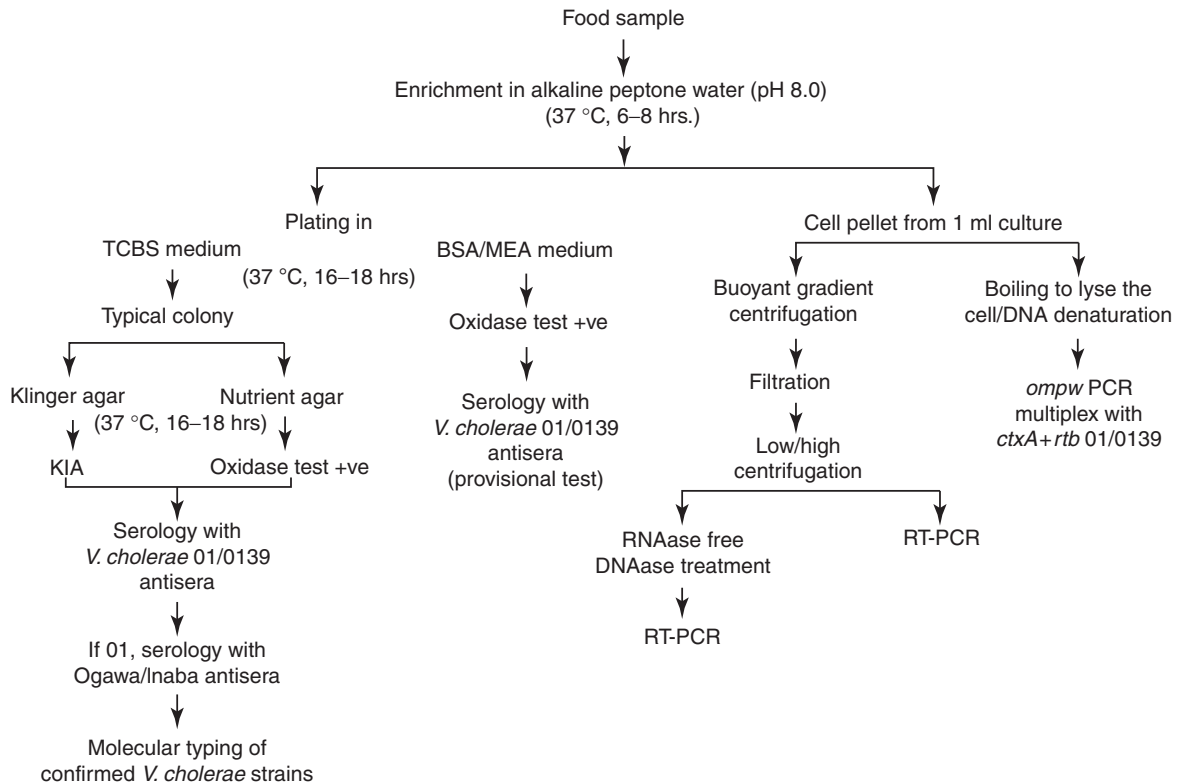 Food sample
Enrichment in alkaline peptone water (pH 8.0)
(37 °C, 6–8 hrs.)
Plating in
TCBS medium
(37 °C, 16–18 hrs)
BSA/MEA medium
Typical colony
Oxidase test +ve
Klinger agar
Nutrient agar
(37 °C, 16–18 hrs)
KIA
Oxidase test +ve
Serology with
V. cholerae 01/0139
antisera
(provisional test)
Serology with
V. cholerae 01/0139
antisera
If 01, serology with
Ogawa/Inaba antisera
Molecular typing of
confirmed V. cholerae strains
Cell pellet from 1 ml culture
Buoyant gradient
centrifugation
Boiling to lyse the
cell/DNA denaturation
Filtration
ompw PCR
multiplex with
ctxA+rtb 01/0139
Low/high
centrifugation
RNAase free
DNAase treatment
RT-PCR
RT-PCR